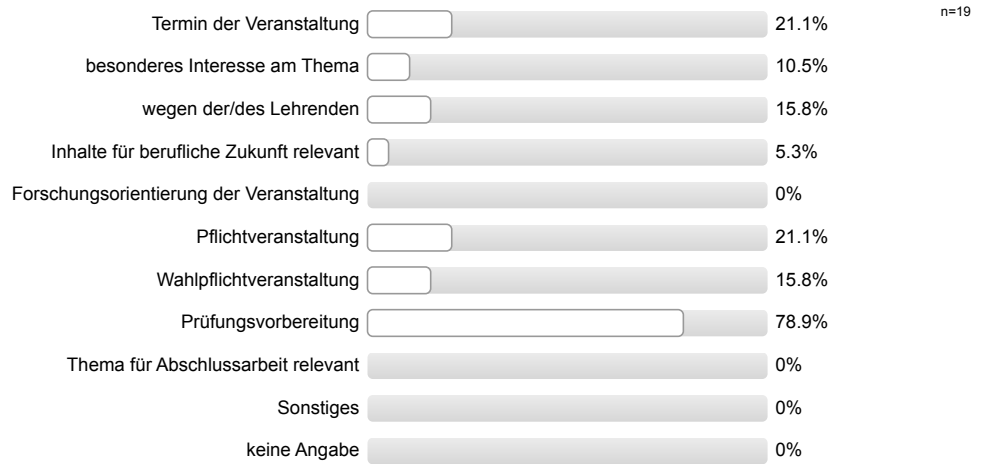 n=19
Termin der Veranstaltung 21.1%
besonderes Interesse am Thema 10.5%
wegen der/des Lehrenden 15.8%
Inhalte für berufliche Zukunft relevant 5.3%
Forschungsorientierung der Veranstaltung 0%
Pflichtveranstaltung 21.1%
Wahlpflichtveranstaltung 15.8%
Prüfungsvorbereitung 78.9%
Thema für Abschlussarbeit relevant 0%
Sonstiges 0%
keine Angabe 0%